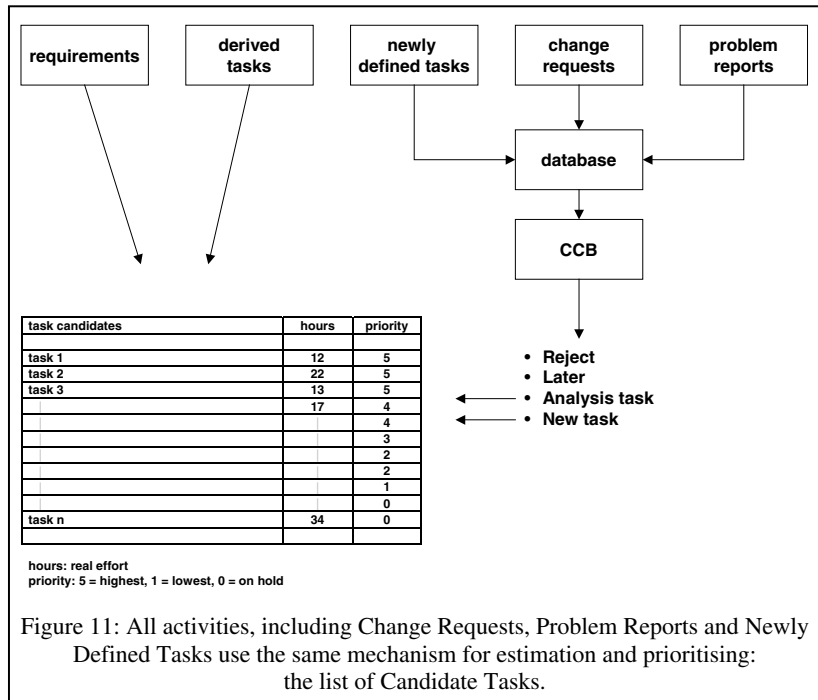 requirements
derived
tasks
newly
defined tasks
change
requests
problem
reports
database
CCB
• Reject
• Later
• Analysis task
• New task
task candidates hours priority
task 1 12 5
task 2 22 5
task 3 13 5
17 4
4
3
2
2
1
0
task n 34 0
hours: real effort
priority: 5 = highest, 1 = lowest, 0 = on hold
Figure 11: All activities, including Change Requests, Problem Reports and Newly
Defined Tasks use the same mechanism for estimation and prioritising:
the list of Candidate Tasks.